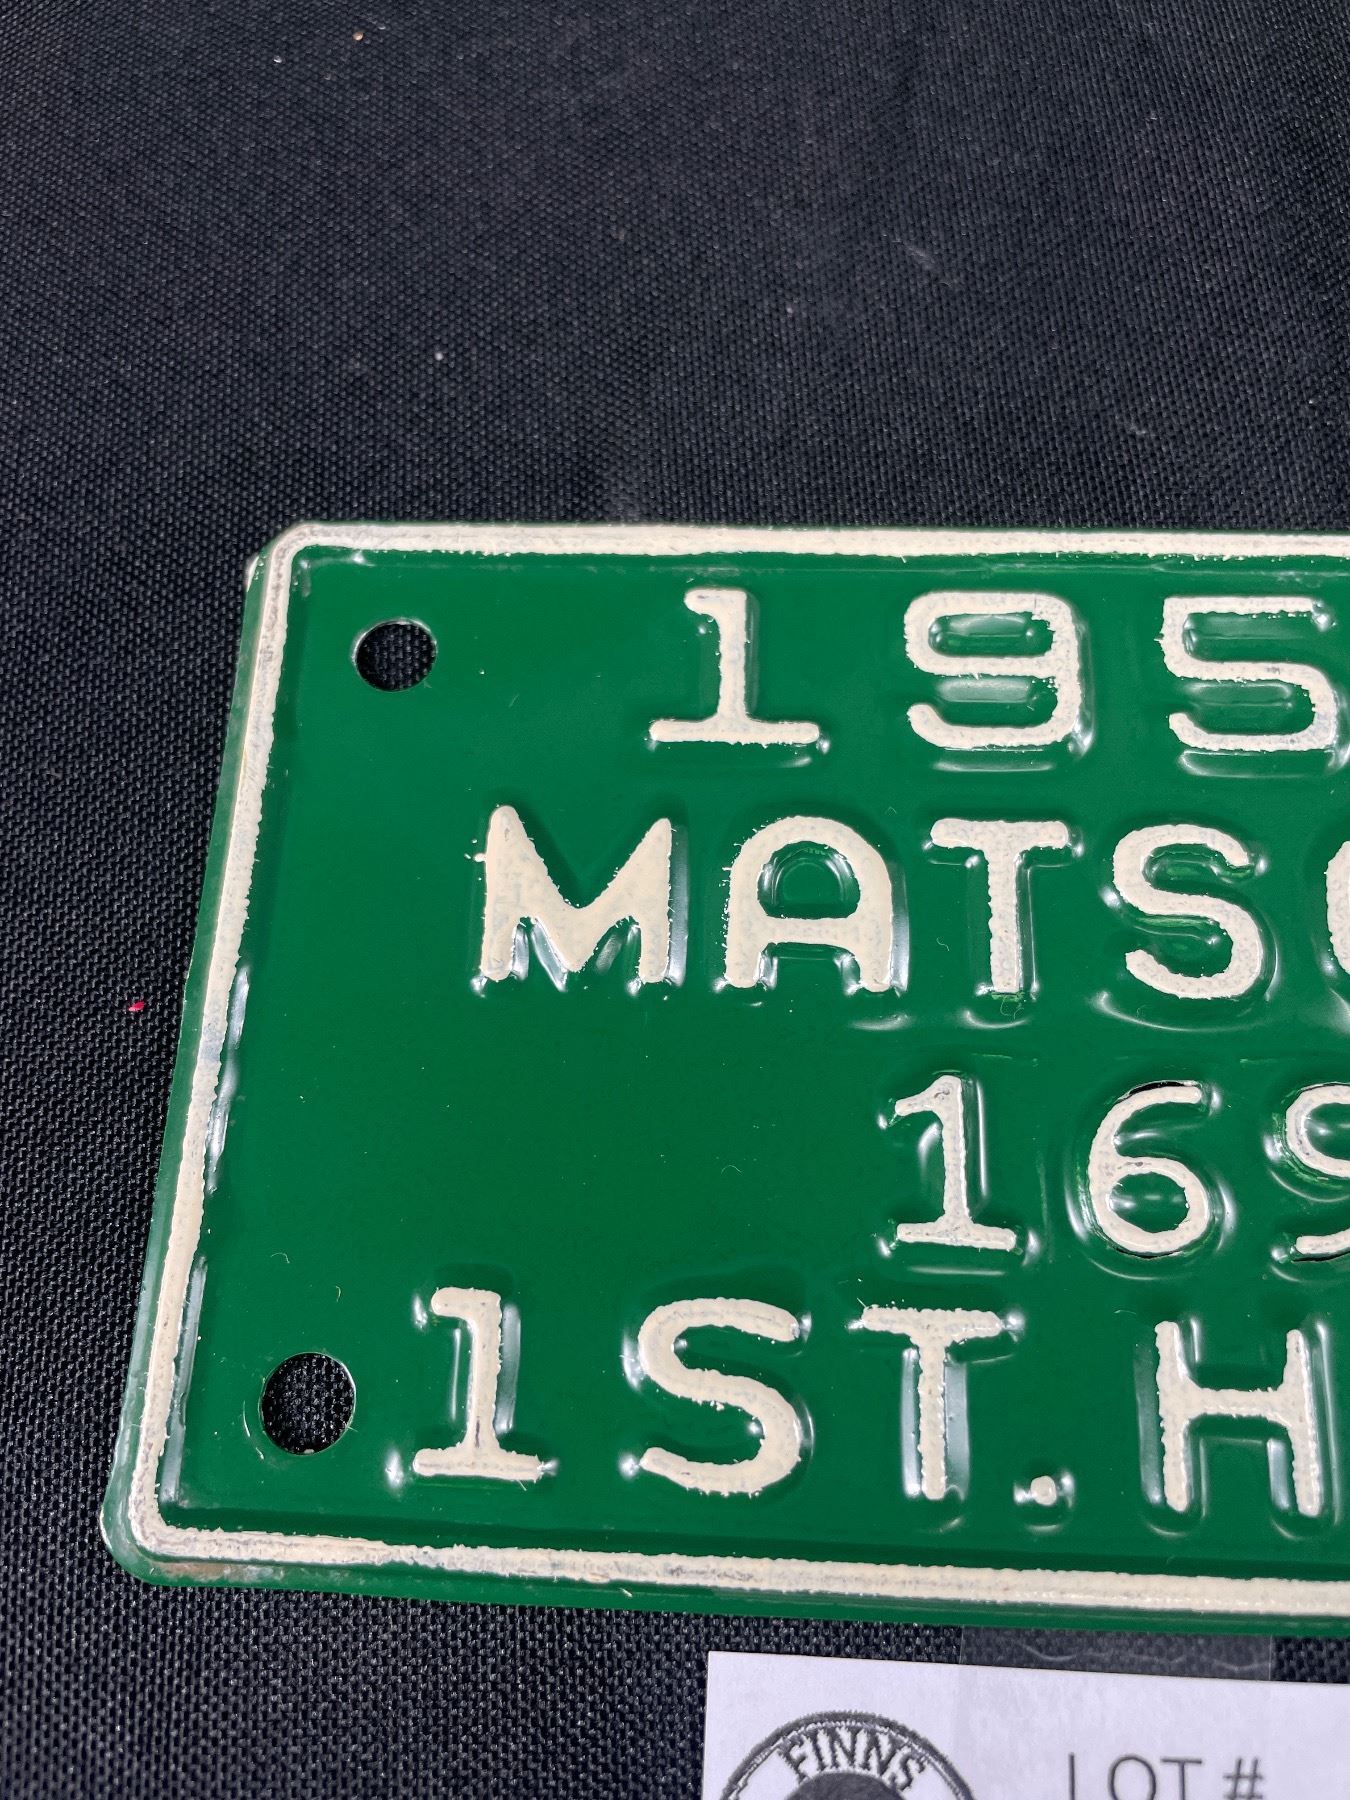 195
MATSO
169
1ST. H
FINNS
LOT #